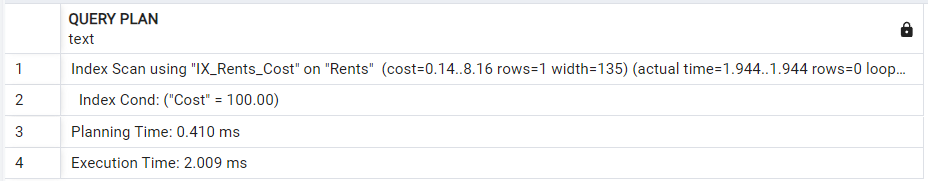 QUERY PLAN
text
1 Index Scan using "IX_Rents_Cost" on "Rents" (cost=0.14..8.16 rows=1 width=135) (actual time=1.944..1.944 rows=0 loop...
2 Index Cond: ("Cost" = 100.00)
3 Planning Time: 0.410 ms
4 Execution Time: 2.009 ms